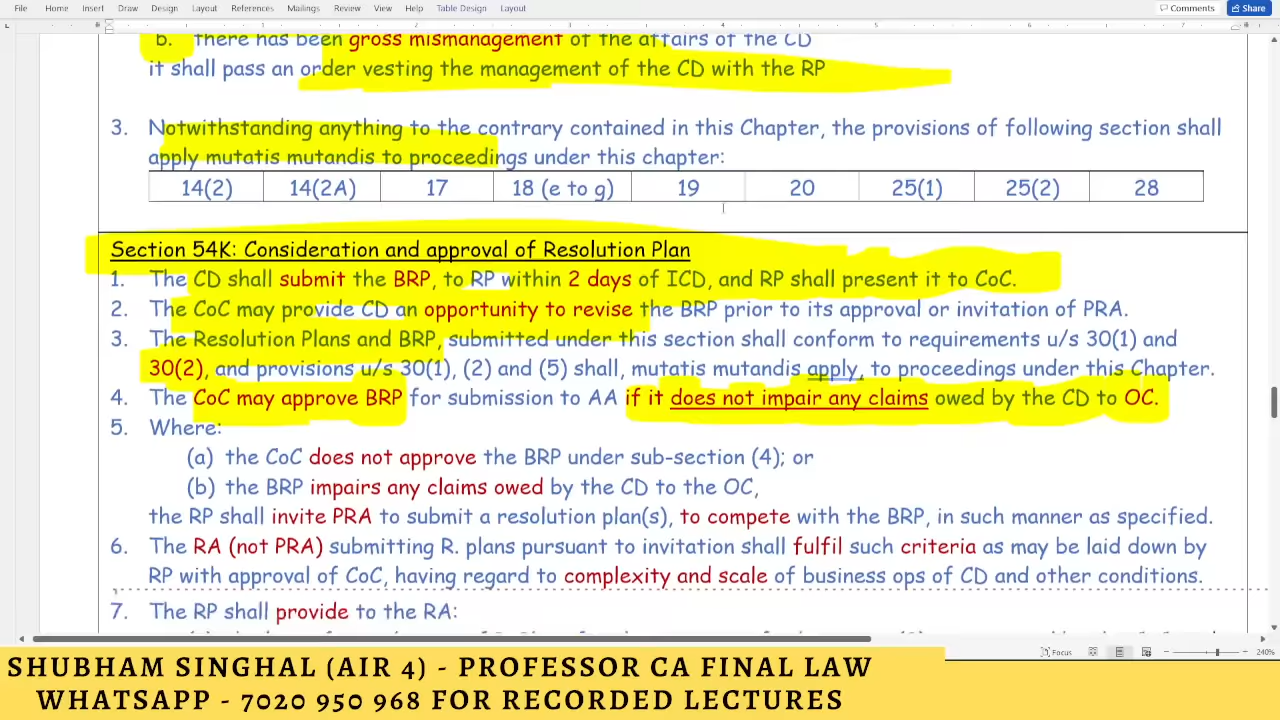 File Home Insert Draw Design Layout References Mailings Review View Help Table Design Layout Comments Share
b. there has been gross mismanagement of the affairs of the CD
it shall pass an order vesting the management of the CD with the RP
3. Notwithstanding anything to the contrary contained in this Chapter, the provisions of following section shall
apply mutatis mutandis to proceedings under this chapter:
14(2) 14(2A) 17 18 (e to g) 19 20 25(1) 25(2) 28
Section 54K: Consideration and approval of Resolution Plan
1. The CD shall submit the BRP, to RP within 2 days of ICD, and RP shall present it to CoC.
2. The CoC may provide CD an opportunity to revise the BRP prior to its approval or invitation of PRA.
3. The Resolution Plans and BRP, submitted under this section shall conform to requirements u/s 30(1) and
30(2), and provisions u/s 30(1), (2) and (5) shall, mutatis mutandis apply, to proceedings under this Chapter.
4. The CoC may approve BRP for submission to AA if it does not impair any claims owed by the CD to OC.
5. Where:
(a) the CoC does not approve the BRP under sub-section (4); or
(b) the BRP impairs any claims owed by the CD to the OC,
the RP shall invite PRA to submit a resolution plan(s), to compete with the BRP, in such manner as specified.
6. The RA (not PRA) submitting R. plans pursuant to invitation shall fulfil such criteria as may be laid down by
RP with approval of CoC, having regard to complexity and scale of business ops of CD and other conditions.
7. The RP shall provide to the RA:
Focus 240%
SHUBHAM SINGHAL (AIR 4) - PROFESSOR CA FINAL LAW
WHATSAPP - 7020 950 968 FOR RECORDED LECTURES